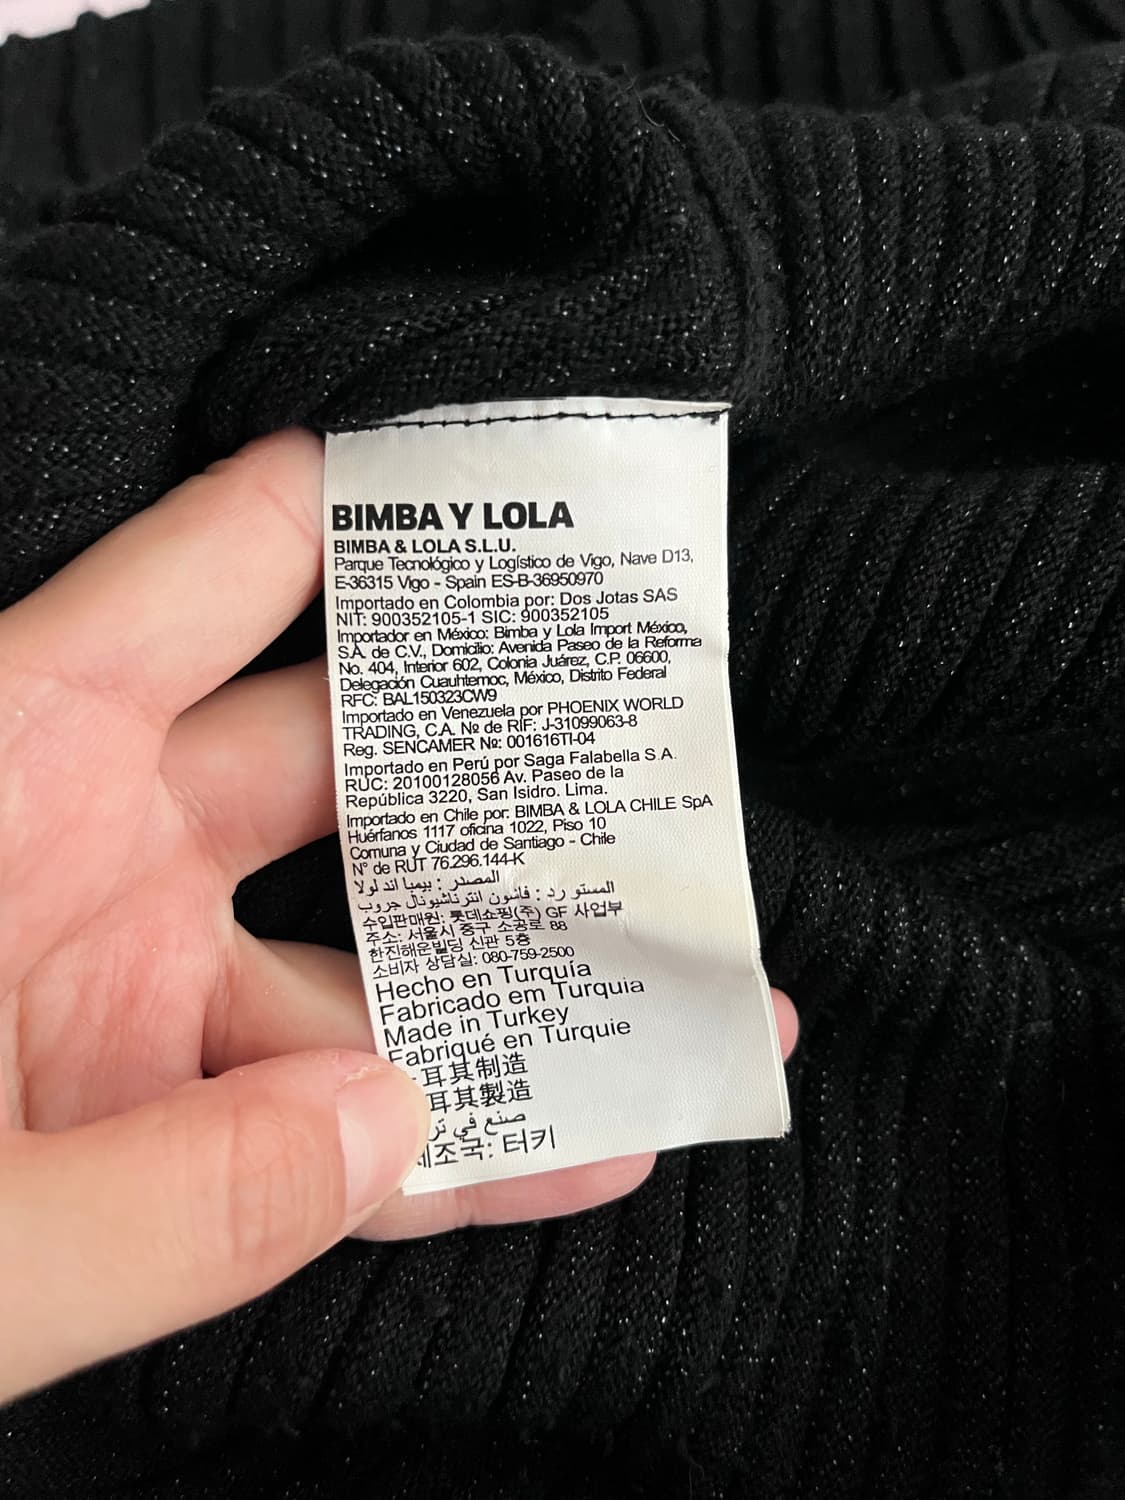 BIMBA Y LOLA
BIMBA & LOLA S.L.U.
Parque Tecnológico y Logístico de Vigo, Nave D13,
E-36315 Vigo - Spain ES-B-36950970
Importado en Colombia por: Dos Jotas SAS
NIT: 900352105-1 SIC: 900352105
Importador en México: Bimba y Lola Import México,
S.A. de C.V., Domicilio: Avenida Paseo de la Reforma
No. 404, Interior 602, Colonia Juárez, C.P. 06600,
Delegación Cuauhtemoc, México, Distrito Federal
RFC: BAL150323CW9
Importado en Venezuela por PHOENIX WORLD
TRADING, C.A. Nº de RIF: J-31099063-8
Reg. SENCAMER Nº: 001616TI-04
Importado en Perú por Saga Falabella S.A.
RUC: 20100128056 Av. Paseo de la
República 3220, San Isidro. Lima.
Importado en Chile por: BIMBA & LOLA CHILE SpA
Huérfanos 1117 oficina 1022, Piso 10
Comuna y Ciudad de Santiago - Chile
N° de RUT 76.296.144-K
المصدر : بيمبا اند لولا
المستو رد : فاشون انترناشيونال جروب
수입판매원: 롯데쇼핑(주) GF 사업부
주소: 서울시 중구 소공로 88
한진해운빌딩 신관 5층
소비자 상담실: 080-759-2500
Hecho en Turquía
Fabricado em Turquia
Made in Turkey
Fabriqué en Turquie
耳其制造
耳其製造
صنع في
제조국: 터키